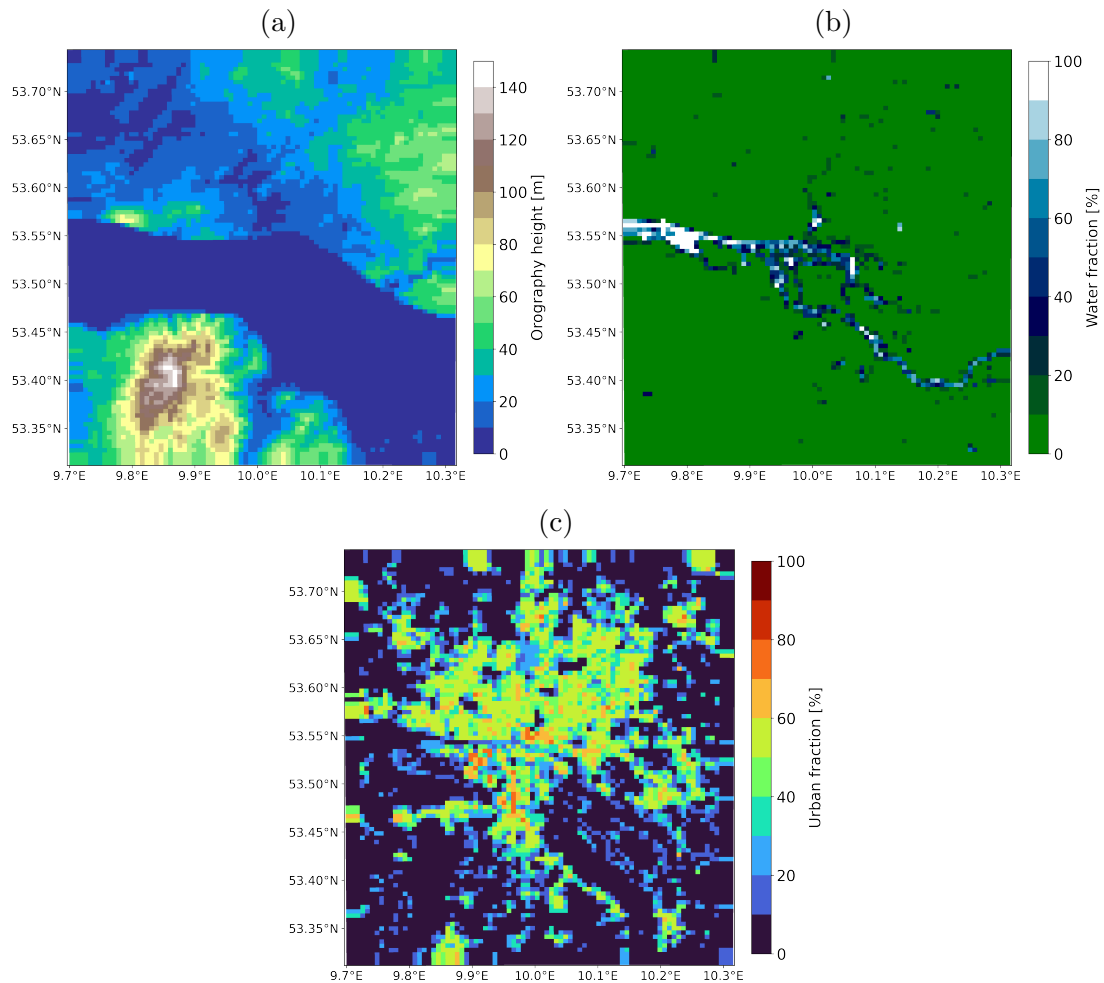 (a)
53.70°N
53.65°N
53.60°N
53.55°N
53.50°N
53.45°N
53.40°N
53.35°N
9.7°E 9.8°E 9.9°E 10.0°E 10.1°E 10.2°E 10.3°E
140
120
100
80
60
40
20
0
Orography height [m]
(b)
53.70°N
53.65°N
53.60°N
53.55°N
53.50°N
53.45°N
53.40°N
53.35°N
9.7°E 9.8°E 9.9°E 10.0°E 10.1°E 10.2°E 10.3°E
100
80
60
40
20
0
Water fraction [%]
(c)
53.70°N
53.65°N
53.60°N
53.55°N
53.50°N
53.45°N
53.40°N
53.35°N
9.7°E 9.8°E 9.9°E 10.0°E 10.1°E 10.2°E 10.3°E
100
80
60
40
20
0
Urban fraction [%]